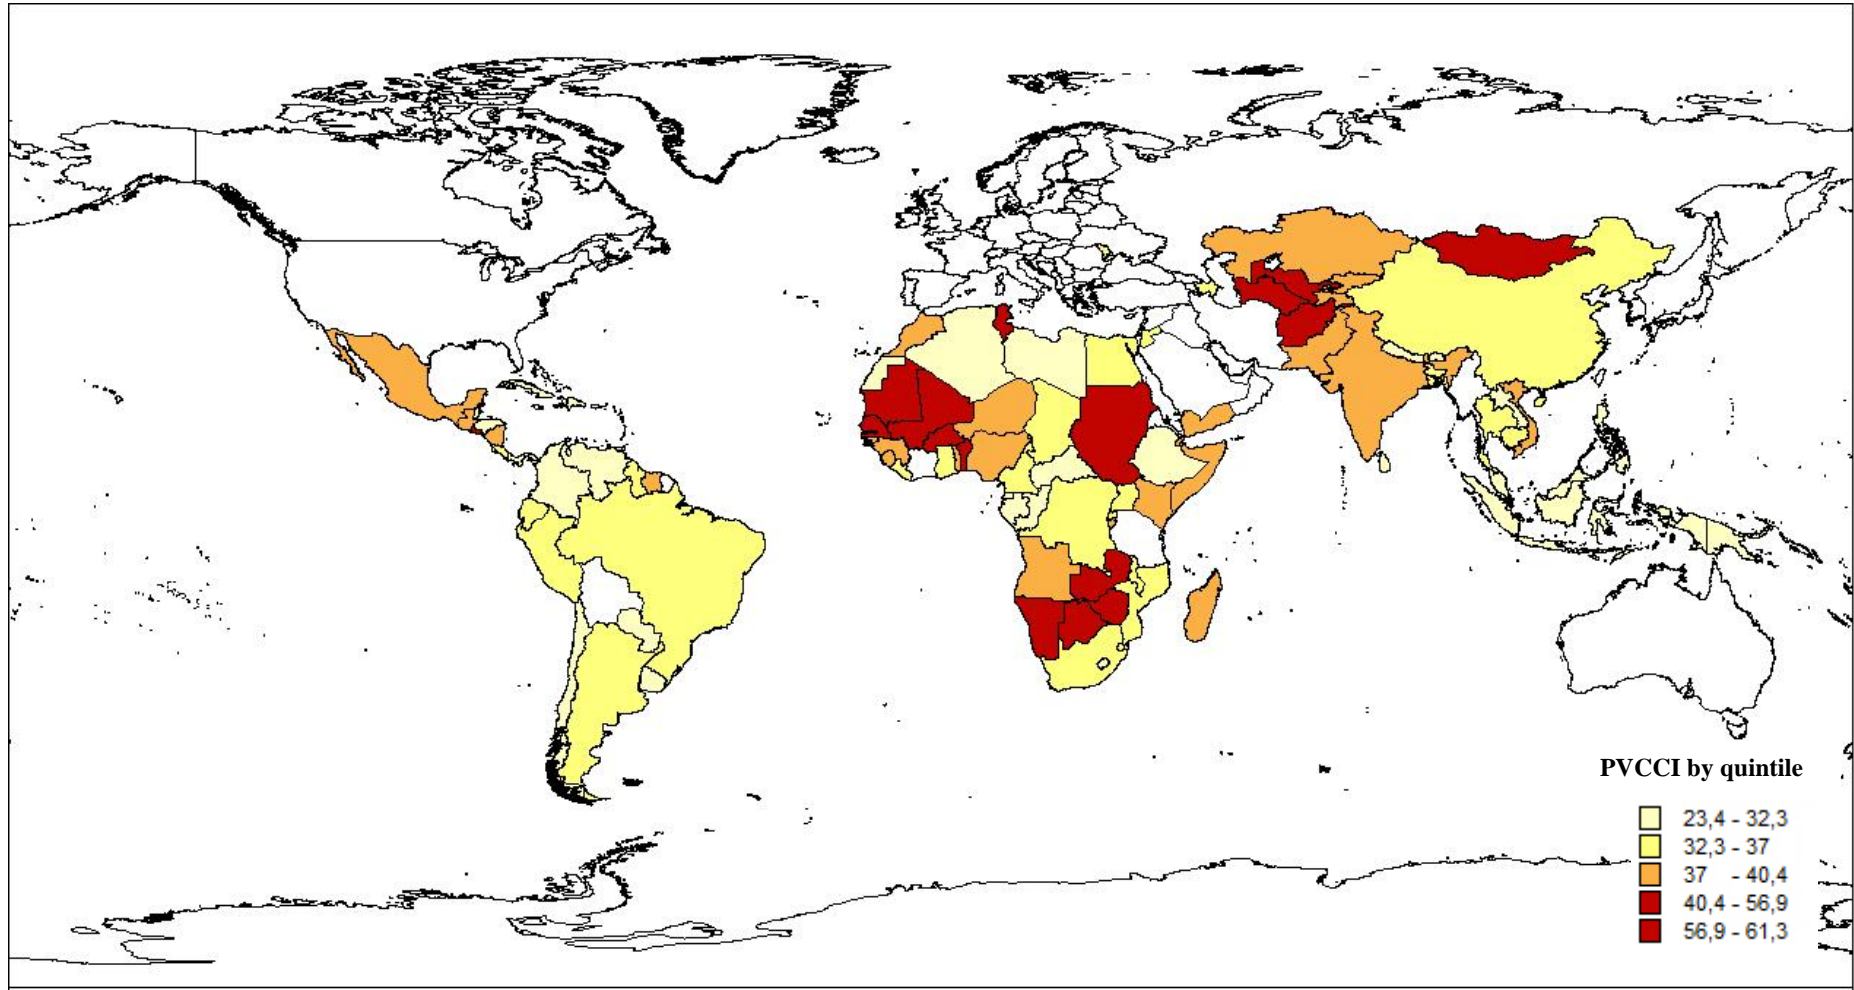 PVCCI by quintile
23,4 - 32,3
32,3 - 37
37 - 40,4
40,4 - 56,9
56,9 - 61,3